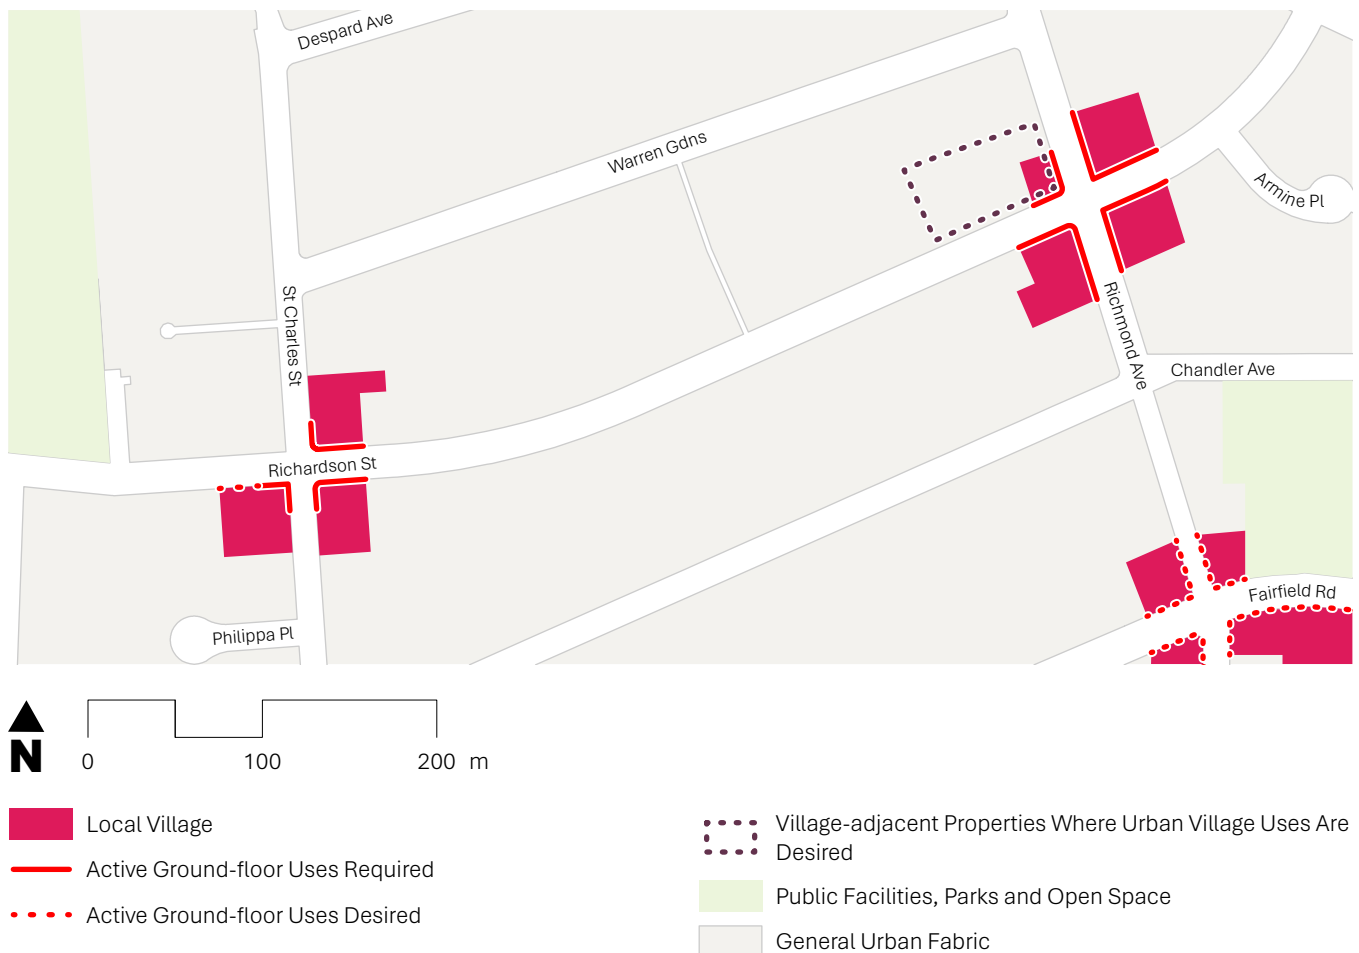 Despard Ave
Warren Gdns
Armine Pl
St Charles St
Richmond Ave
Chandler Ave
Richardson St
Fairfield Rd
Philippa Pl
N
0 100 200 m
Local Village
Active Ground-floor Uses Required
Active Ground-floor Uses Desired
Village-adjacent Properties Where Urban Village Uses Are
Desired
Public Facilities, Parks and Open Space
General Urban Fabric